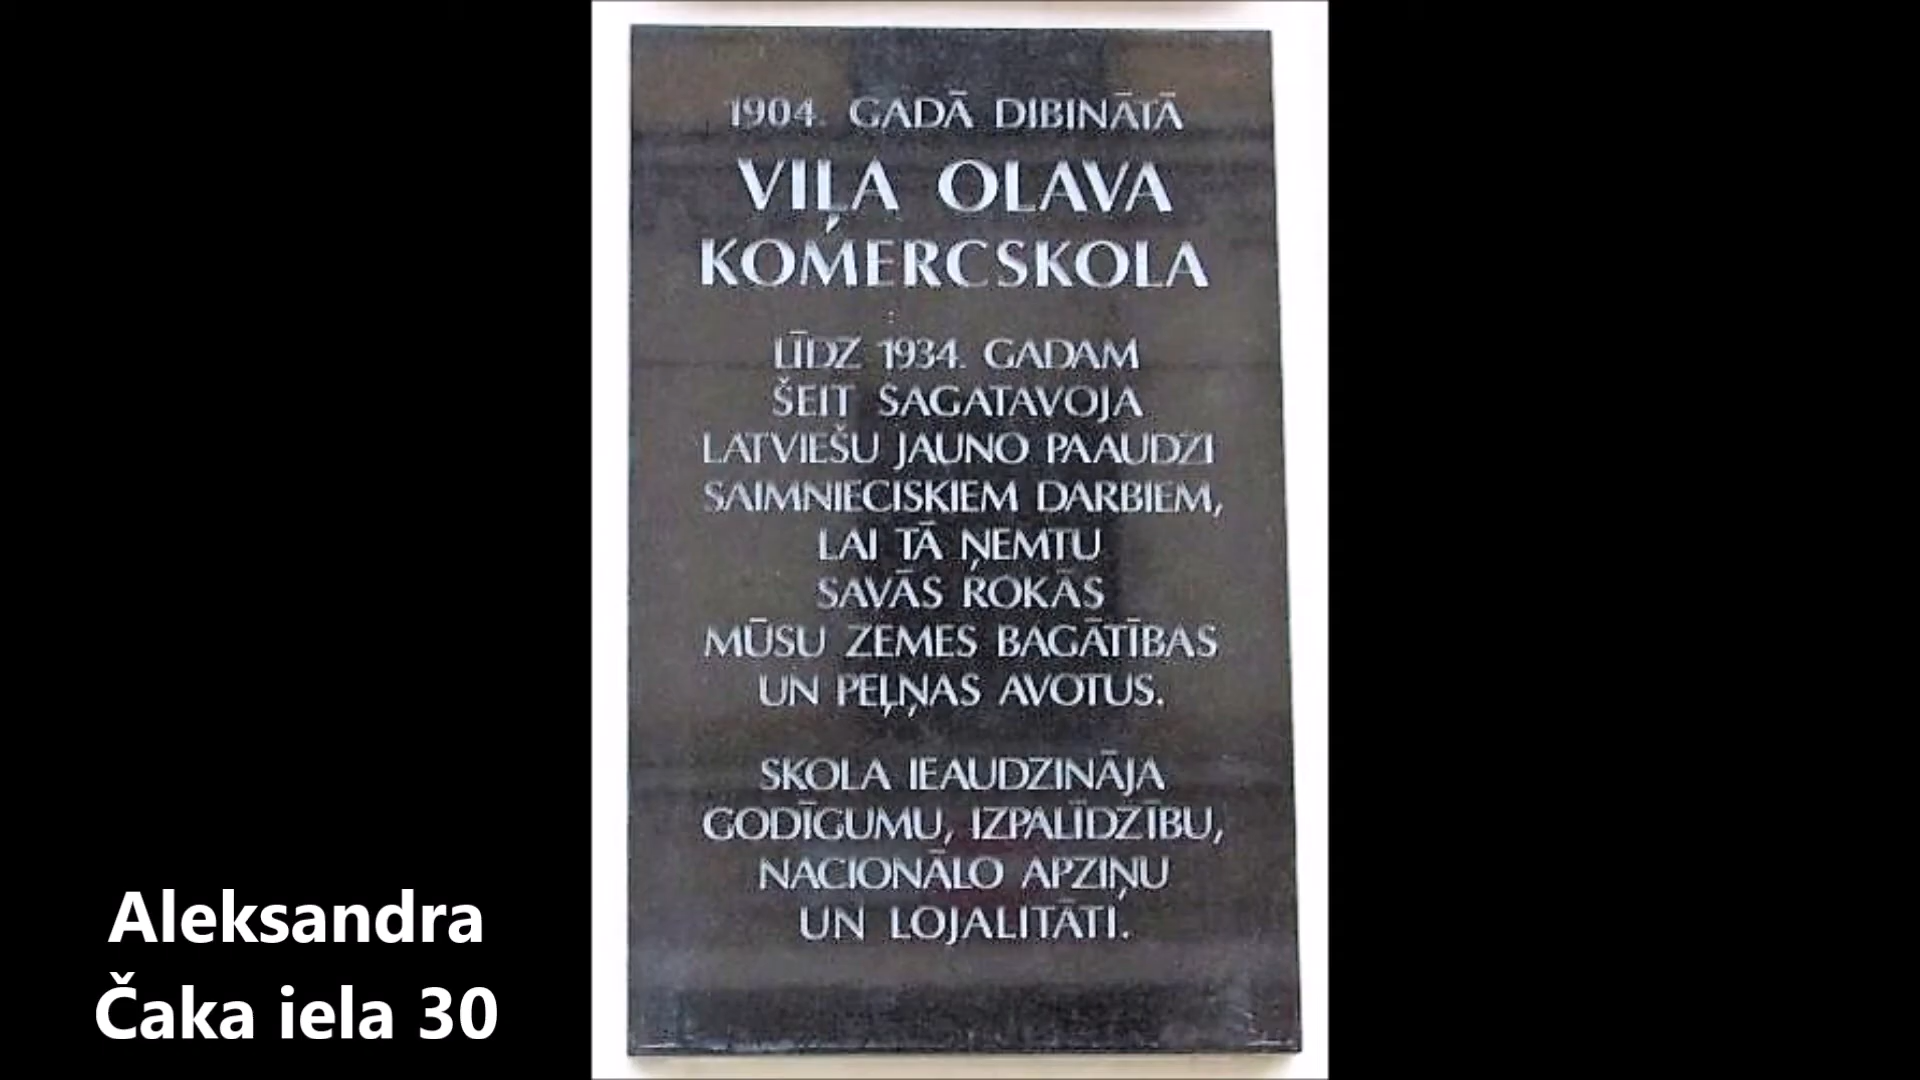 1904. GADĀ DIBINĀTĀ
VIĻA OLAVA
KOMERCSKOLA
LĪDZ 1934. GADAM
ŠEIT SAGATAVOJA
LATVIEŠU JAUNO PAAUDZI
SAIMNIECISKIEM DARBIEM,
LAI TĀ ŅEMTU
SAVĀS ROKĀS
MŪSU ZEMES BAGĀTĪBAS
UN PEĻŅAS AVOTUS.
SKOLA IEAUDZINĀJA
GODĪGUMU, IZPALĪDZĪBU,
NACIONĀLO APZIŅU
UN LOJALITĀTI.
Aleksandra
Čaka iela 30